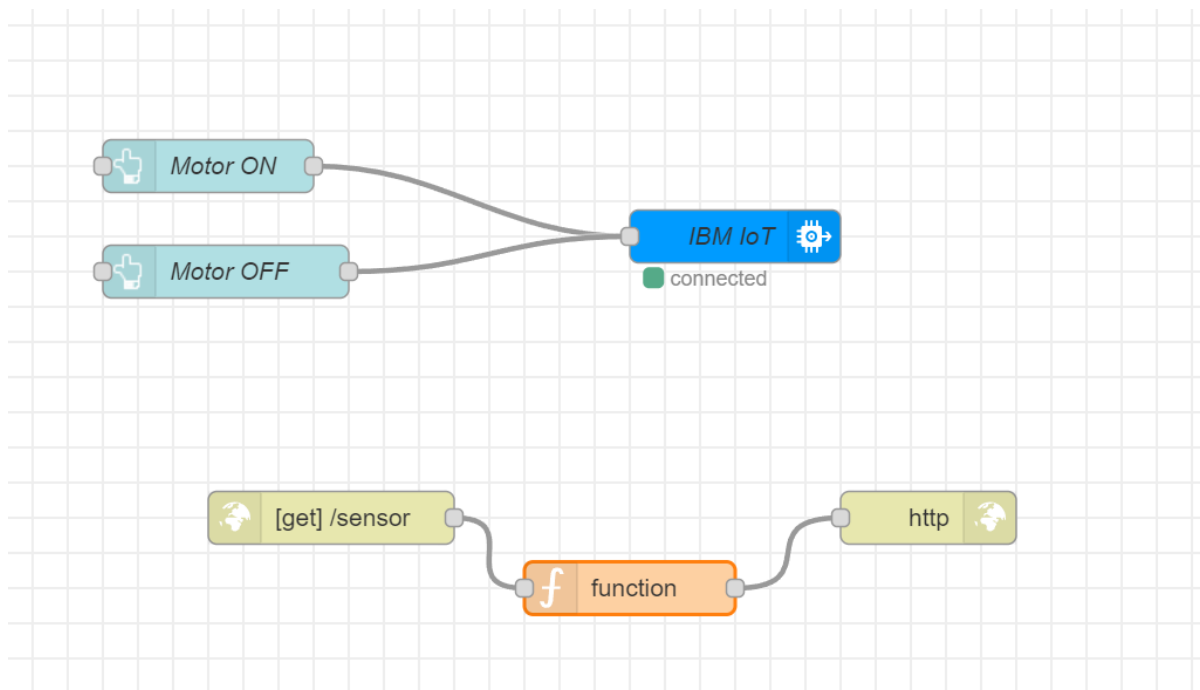 Motor ON
IBM IoT
Motor OFF
connected
[get] /sensor
http
function